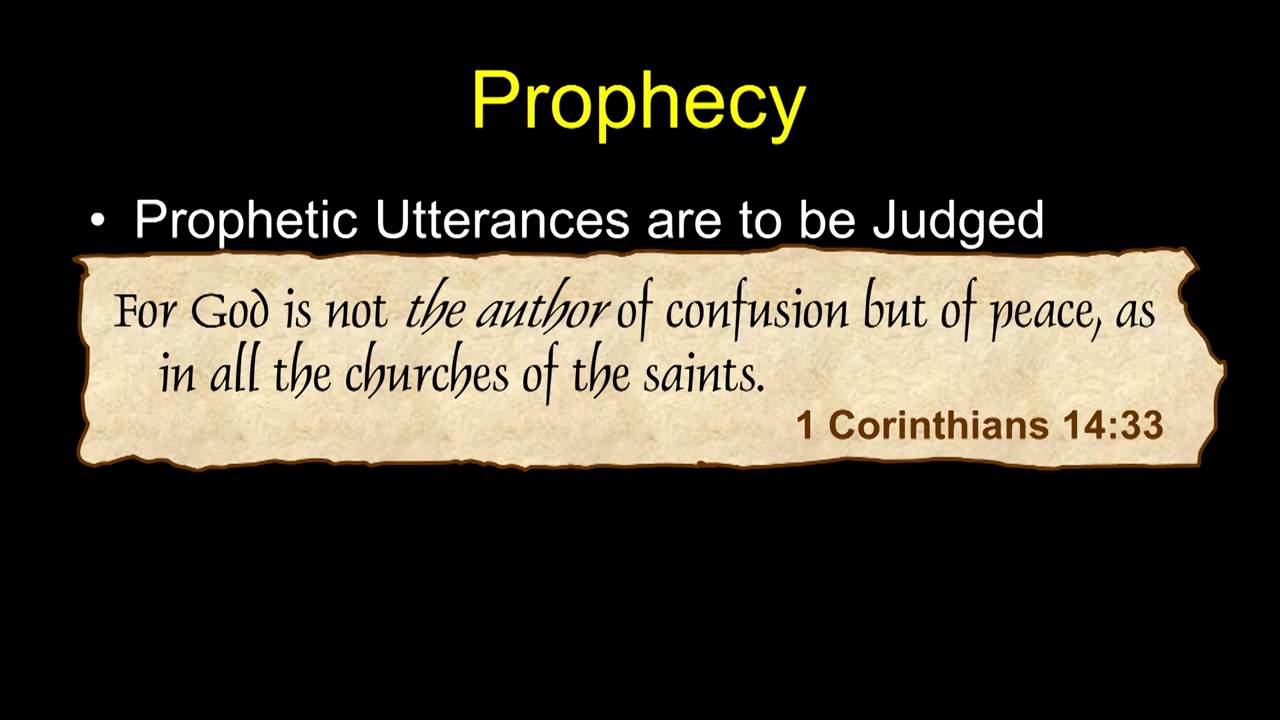 Prophecy
• Prophetic Utterances are to be Judged
For God is not the author of confusion but of peace, as
in all the churches of the saints.
1 Corinthians 14:33